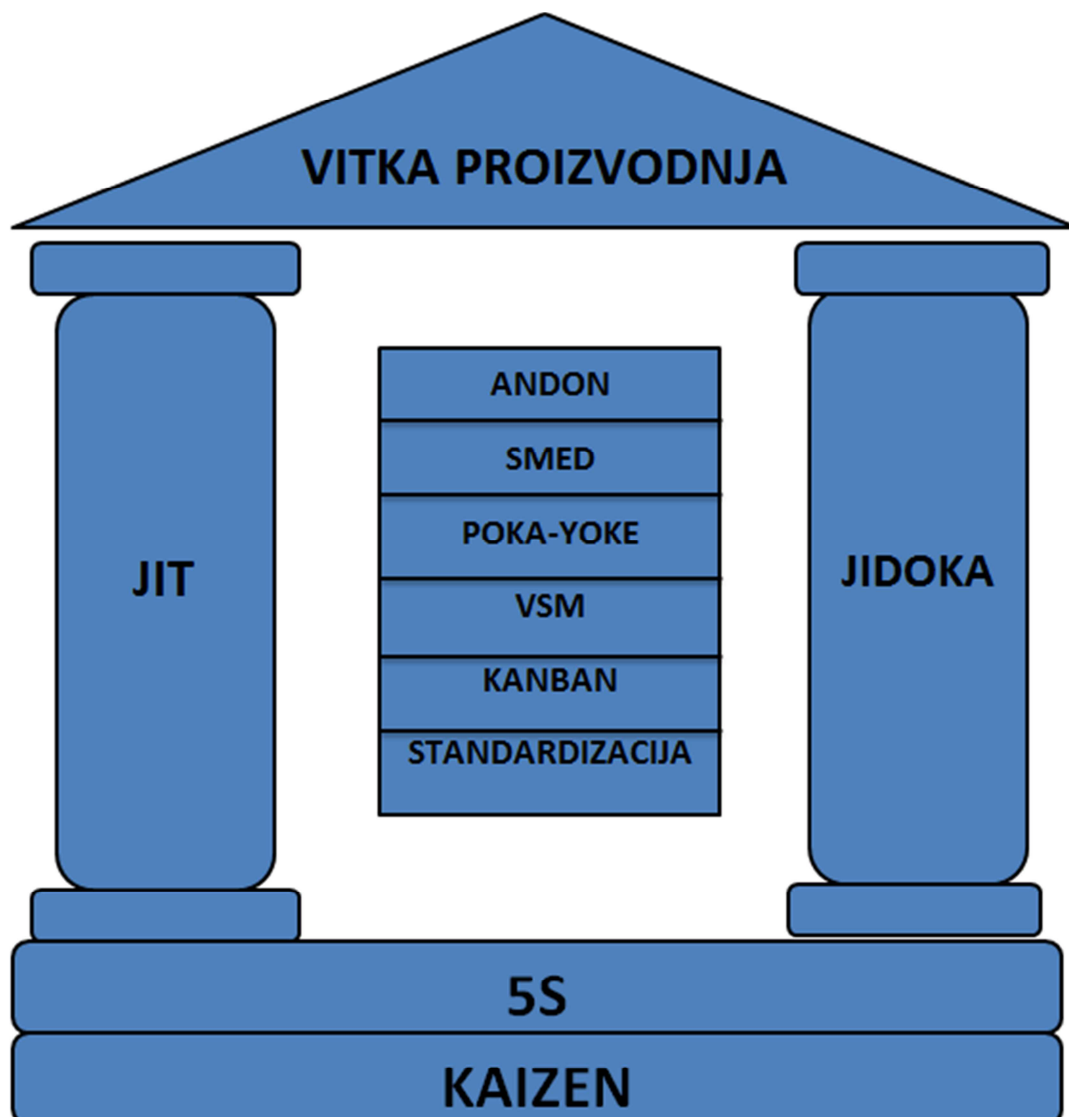 VITKA PROIZVODNJA
JIT
ANDON
SMED
POKA-YOKE
VSM
KANBAN
STANDARDIZACIJA
JIDOKA
5S
KAIZEN